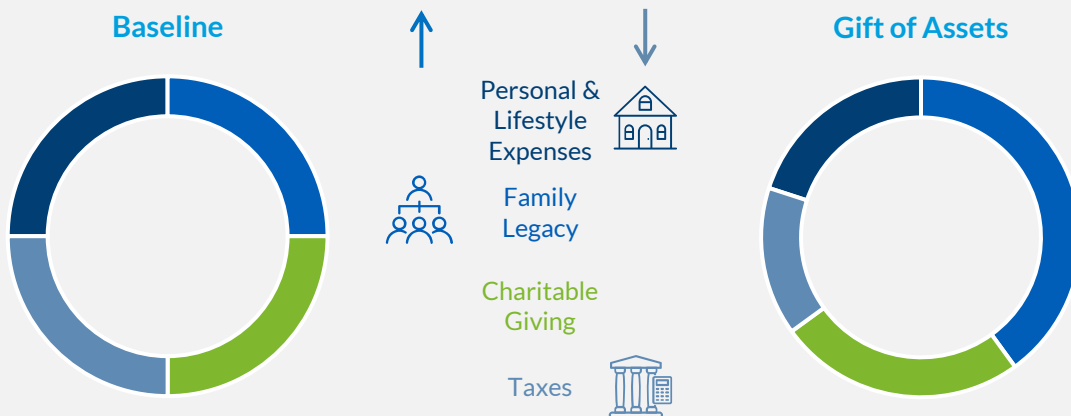 Baseline
Gift of Assets
Personal &
Lifestyle
Expenses
Family
Legacy
Charitable
Giving
Taxes